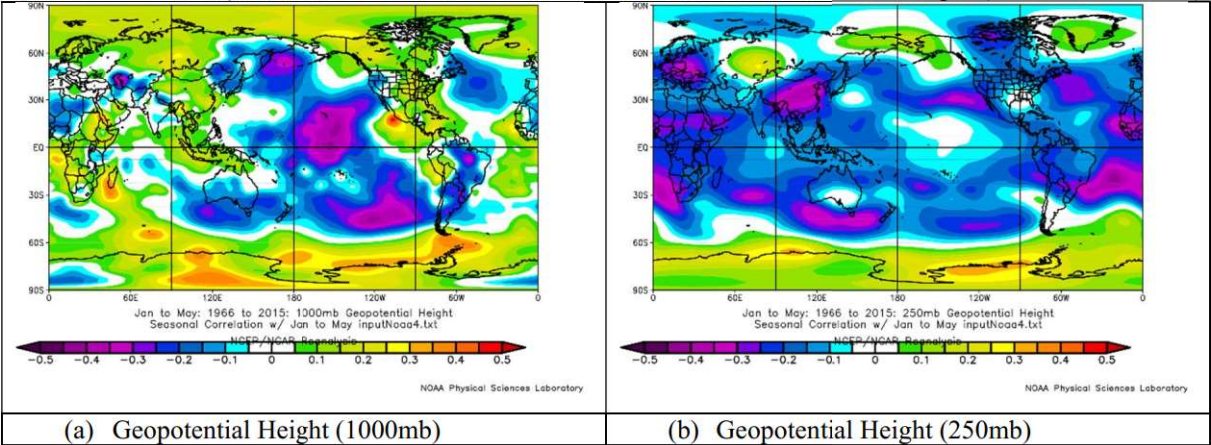 90N
60N
30N
EQ
30S
60S
90S
0 60E 120E 180 120W 60W 0
Jan to May: 1966 to 2015: 1000mb Geopotential Height
Seasonal Correlation w/ Jan to May inputNoaa4.txt
NCEP/NCAR Reanalysis
-0.5 -0.4 -0.3 -0.2 -0.1 0 0.1 0.2 0.3 0.4 0.5
NOAA Physical Sciences Laboratory
(a) Geopotential Height (1000mb)
90N
60N
30N
EQ
30S
60S
90S
0 60E 120E 180 120W 60W 0
Jan to May: 1966 to 2015: 250mb Geopotential Height
Seasonal Correlation w/ Jan to May inputNoaa4.txt
NCEP/NCAR Reanalysis
-0.5 -0.4 -0.3 -0.2 -0.1 0 0.1 0.2 0.3 0.4 0.5
NOAA Physical Sciences Laboratory
(b) Geopotential Height (250mb)